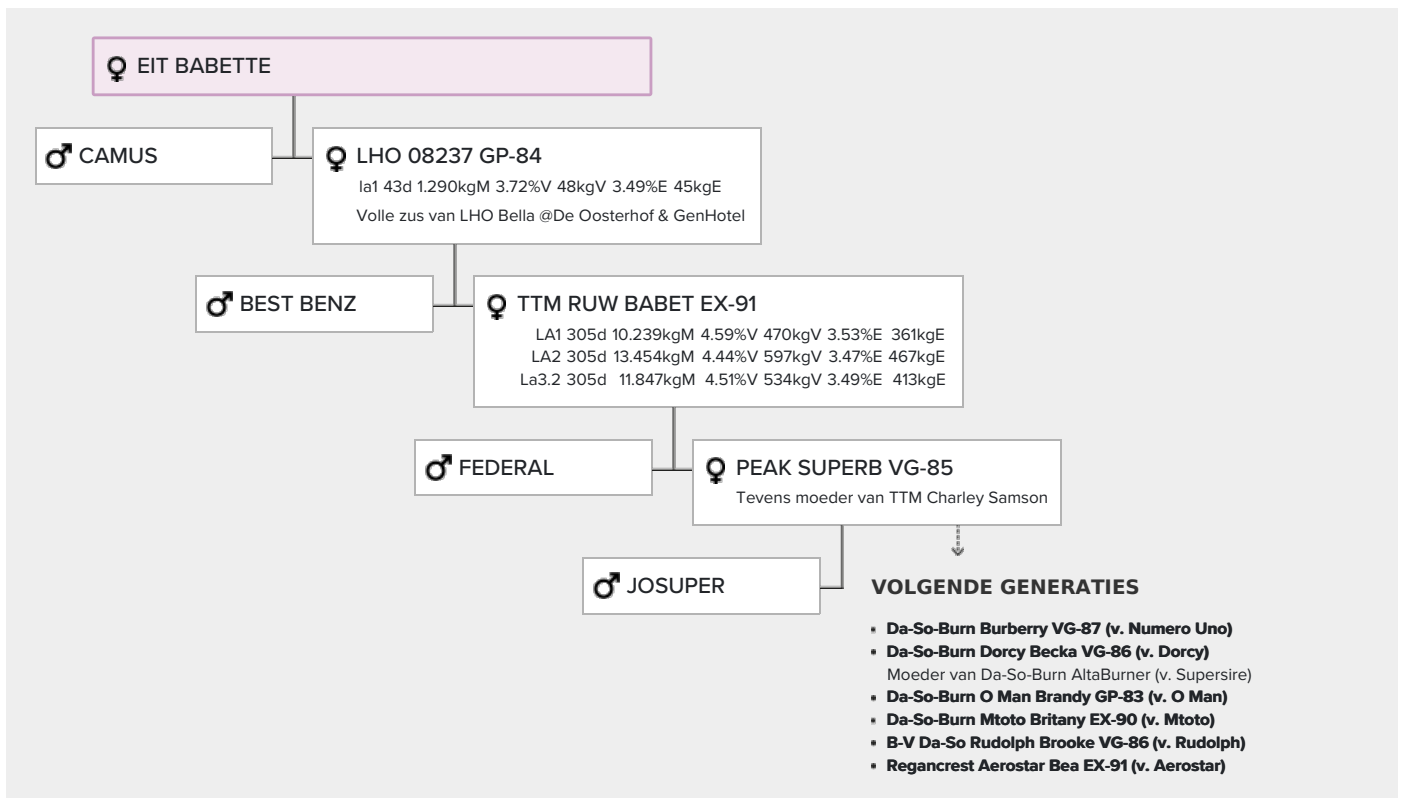 EIT BABETTE
CAMUS
LHO 08237 GP-84
la1 43d 1.290kgM 3.72%V 48kgV 3.49%E 45kgE
Volle zus van LHO Bella @De Oosterhof & GenHotel
BEST BENZ
TTM RUW BABET EX-91
LA1 305d 10.239kgM 4.59%V 470kgV 3.53%E 361kgE
LA2 305d 13.454kgM 4.44%V 597kgV 3.47%E 467kgE
La3.2 305d 11.847kgM 4.51%V 534kgV 3.49%E 413kgE
FEDERAL
PEAK SUPERB VG-85
Tevens moeder van TTM Charley Samson
JOSUPER
VOLGENDE GENERATIES
• Da-So-Burn Burberry VG-87 (v. Numero Uno)
• Da-So-Burn Dorcy Becka VG-86 (v. Dorcy)
Moeder van Da-So-Burn AltaBurner (v. Supersire)
• Da-So-Burn O Man Brandy GP-83 (v. O Man)
• Da-So-Burn Mtoto Britany EX-90 (v. Mtoto)
• B-V Da-So Rudolph Brooke VG-86 (v. Rudolph)
• Regancrest Aerostar Bea EX-91 (v. Aerostar)